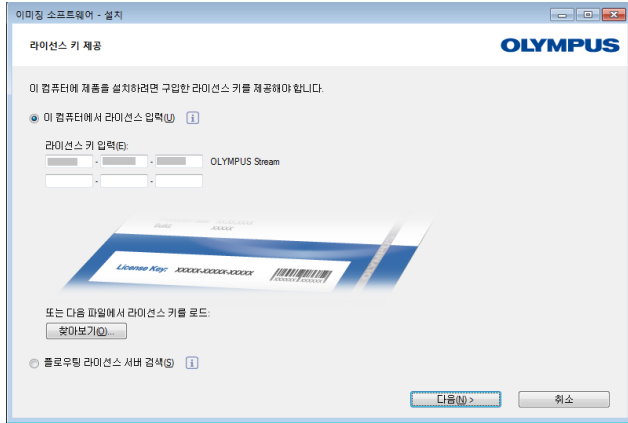 이미징 소프트웨어 - 설치
라이선스 키 제공
OLYMPUS
이 컴퓨터에 제품을 설치하려면 구입한 라이선스 키를 제공해야 합니다.
이 컴퓨터에서 라이선스 입력(U)
라이선스 키 입력(E):
- - OLYMPUS Stream
- -
XXXXX
License Key: XXXXX-XXXXX-XXXXX
또는 다음 파일에서 라이선스 키를 로드:
찾아보기(O)...
플로우팅 라이선스 서버 검색(S)
다음(N) >
취소